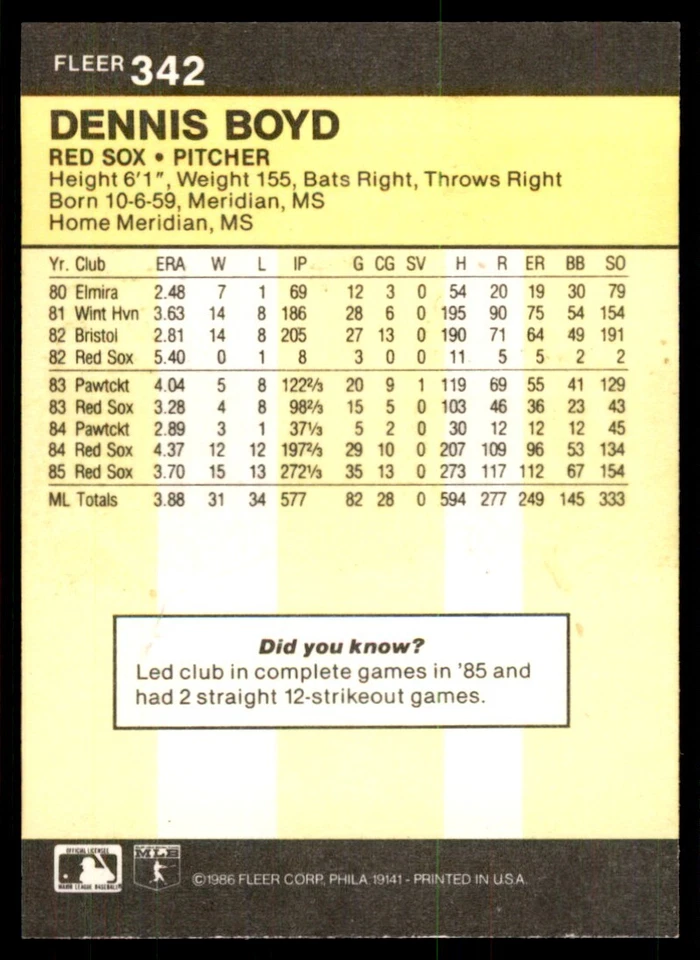 FLEER 342
DENNIS BOYD
RED SOX • PITCHER
Height 6'1", Weight 155, Bats Right, Throws Right
Born 10-6-59, Meridian, MS
Home Meridian, MS
Yr. Club ERA W L IP G CG SV H R ER BB SO
80 Elmira 2.48 7 1 69 12 3 0 54 20 19 30 79
81 Wint Hvn 3.63 14 8 186 28 6 0 195 90 75 54 154
82 Bristol 2.81 14 8 205 27 13 0 190 71 64 49 191
82 Red Sox 5.40 0 1 8 3 0 0 11 5 5 2 2
83 Pawtckt 4.04 5 8 122⅔ 20 9 1 119 69 55 41 129
83 Red Sox 3.28 4 8 98⅔ 15 5 0 103 46 36 23 43
84 Pawtckt 2.89 3 1 37⅓ 5 2 0 30 12 12 12 45
84 Red Sox 4.37 12 12 197⅔ 29 10 0 207 109 96 53 134
85 Red Sox 3.70 15 13 272⅓ 35 13 0 273 117 112 67 154
ML Totals 3.88 31 34 577 82 28 0 594 277 249 145 333
Did you know?
Led club in complete games in '85 and
had 2 straight 12-strikeout games.
OFFICIAL LICENSEE
MAJOR LEAGUE BASEBALL
MLB
©1986 FLEER CORP., PHILA. 19141 - PRINTED IN U.S.A.